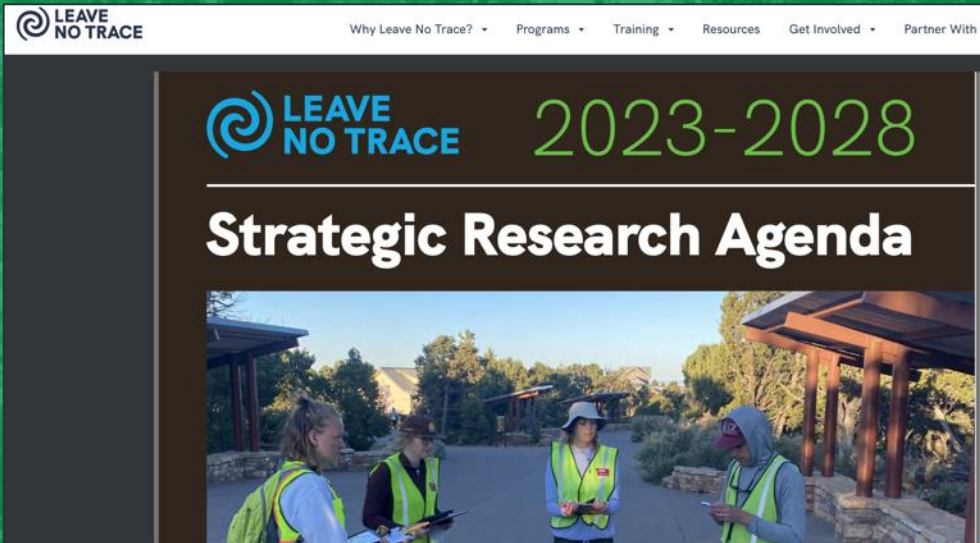 LEAVE
NO TRACE
Why Leave No Trace? Programs Training Resources Get Involved Partner With
LEAVE
NO TRACE
2023-2028
Strategic Research Agenda